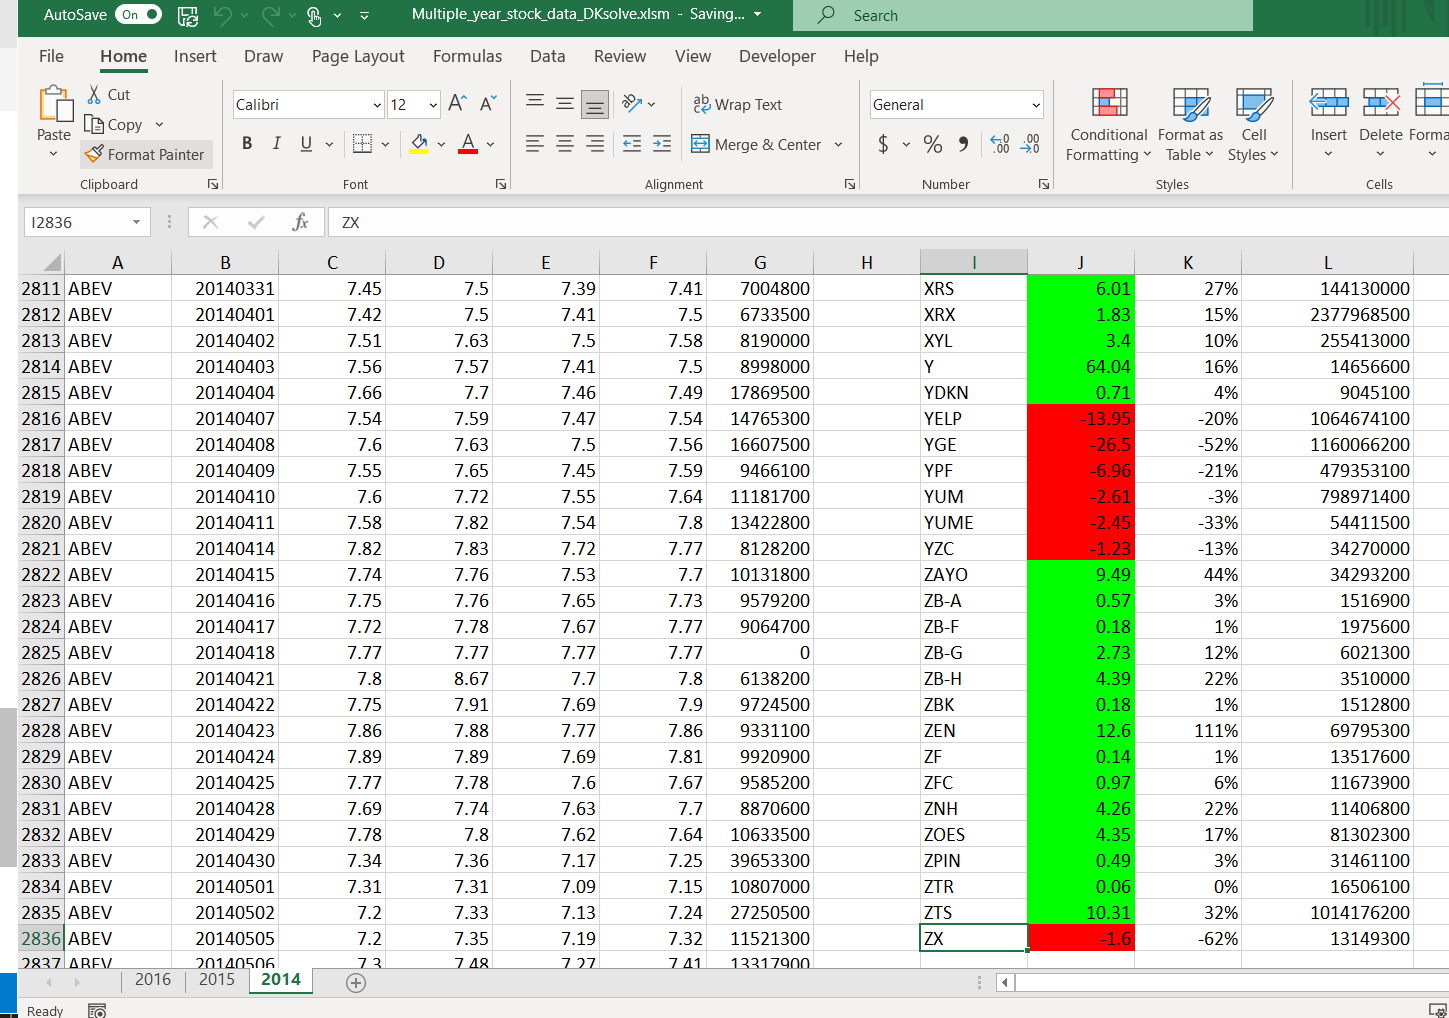 AutoSave On Multiple_year_stock_data_DKsolve.xlsm - Saving... Search
File Home Insert Draw Page Layout Formulas Data Review View Developer Help
Paste Cut Copy Format Painter Clipboard
Calibri 12 B I U A Font
ab Wrap Text Merge & Center Alignment
General $ % Number
Conditional Formatting Format as Table Cell Styles Styles
Insert Delete Forma Cells
I2836 fx ZX
A B C D E F G H I J K L
2811 ABEV 20140331 7.45 7.5 7.39 7.41 7004800 XRS 6.01 27% 144130000
2812 ABEV 20140401 7.42 7.5 7.41 7.5 6733500 XRX 1.83 15% 2377968500
2813 ABEV 20140402 7.51 7.63 7.5 7.58 8190000 XYL 3.4 10% 255413000
2814 ABEV 20140403 7.56 7.57 7.41 7.5 8998000 Y 64.04 16% 14656600
2815 ABEV 20140404 7.66 7.7 7.46 7.49 17869500 YDKN 0.71 4% 9045100
2816 ABEV 20140407 7.54 7.59 7.47 7.54 14765300 YELP -13.95 -20% 1064674100
2817 ABEV 20140408 7.6 7.63 7.5 7.56 16607500 YGE -26.5 -52% 1160066200
2818 ABEV 20140409 7.55 7.65 7.45 7.59 9466100 YPF -6.96 -21% 479353100
2819 ABEV 20140410 7.6 7.72 7.55 7.64 11181700 YUM -2.61 -3% 798971400
2820 ABEV 20140411 7.58 7.82 7.54 7.8 13422800 YUME -2.45 -33% 54411500
2821 ABEV 20140414 7.82 7.83 7.72 7.77 8128200 YZC -1.23 -13% 34270000
2822 ABEV 20140415 7.74 7.76 7.53 7.7 10131800 ZAYO 9.49 44% 34293200
2823 ABEV 20140416 7.75 7.76 7.65 7.73 9579200 ZB-A 0.57 3% 1516900
2824 ABEV 20140417 7.72 7.78 7.67 7.77 9064700 ZB-F 0.18 1% 1975600
2825 ABEV 20140418 7.77 7.77 7.77 7.77 0 ZB-G 2.73 12% 6021300
2826 ABEV 20140421 7.8 8.67 7.7 7.8 6138200 ZB-H 4.39 22% 3510000
2827 ABEV 20140422 7.75 7.91 7.69 7.9 9724500 ZBK 0.18 1% 1512800
2828 ABEV 20140423 7.86 7.88 7.77 7.86 9331100 ZEN 12.6 111% 69795300
2829 ABEV 20140424 7.89 7.89 7.69 7.81 9920900 ZF 0.14 1% 13517600
2830 ABEV 20140425 7.77 7.78 7.6 7.67 9585200 ZFC 0.97 6% 11673900
2831 ABEV 20140428 7.69 7.74 7.63 7.7 8870600 ZNH 4.26 22% 11406800
2832 ABEV 20140429 7.78 7.8 7.62 7.64 10633500 ZOES 4.35 17% 81302300
2833 ABEV 20140430 7.34 7.36 7.17 7.25 39653300 ZPIN 0.49 3% 31461100
2834 ABEV 20140501 7.31 7.31 7.09 7.15 10807000 ZTR 0.06 0% 16506100
2835 ABEV 20140502 7.2 7.33 7.13 7.24 27250500 ZTS 10.31 32% 1014176200
2836 ABEV 20140505 7.2 7.35 7.19 7.32 11521300 ZX -1.6 -62% 13149300
2837 ABEV 20140506 7.3 7.48 7.27 7.41 13317900
2016 2015 2014
Ready